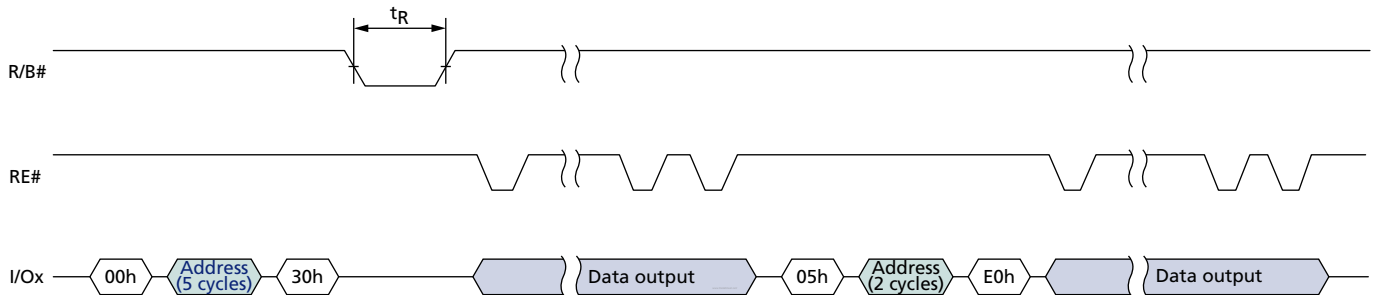 tR
R/B#
RE#
I/Ox
00h
Address
(5 cycles)
30h
Data output
05h
Address
(2 cycles)
E0h
Data output